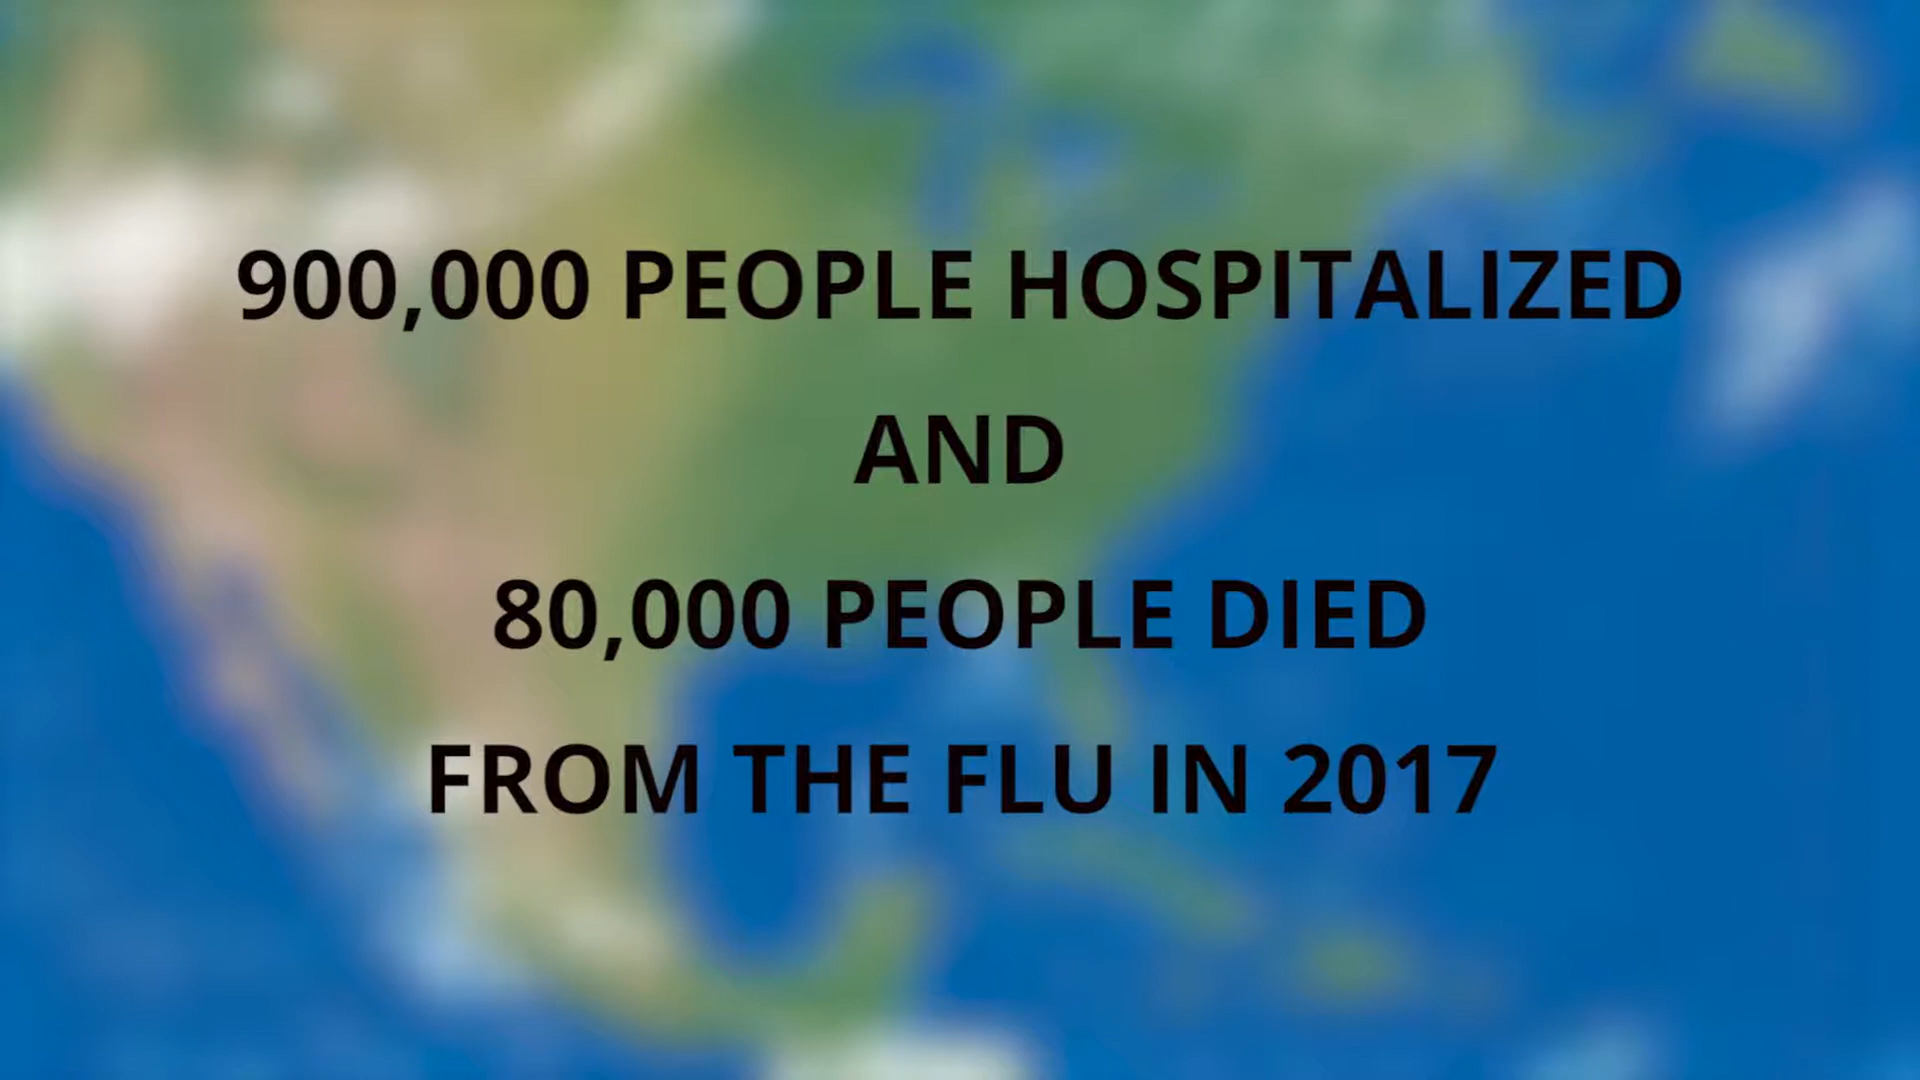 900,000 PEOPLE HOSPITALIZED
AND
80,000 PEOPLE DIED
FROM THE FLU IN 2017